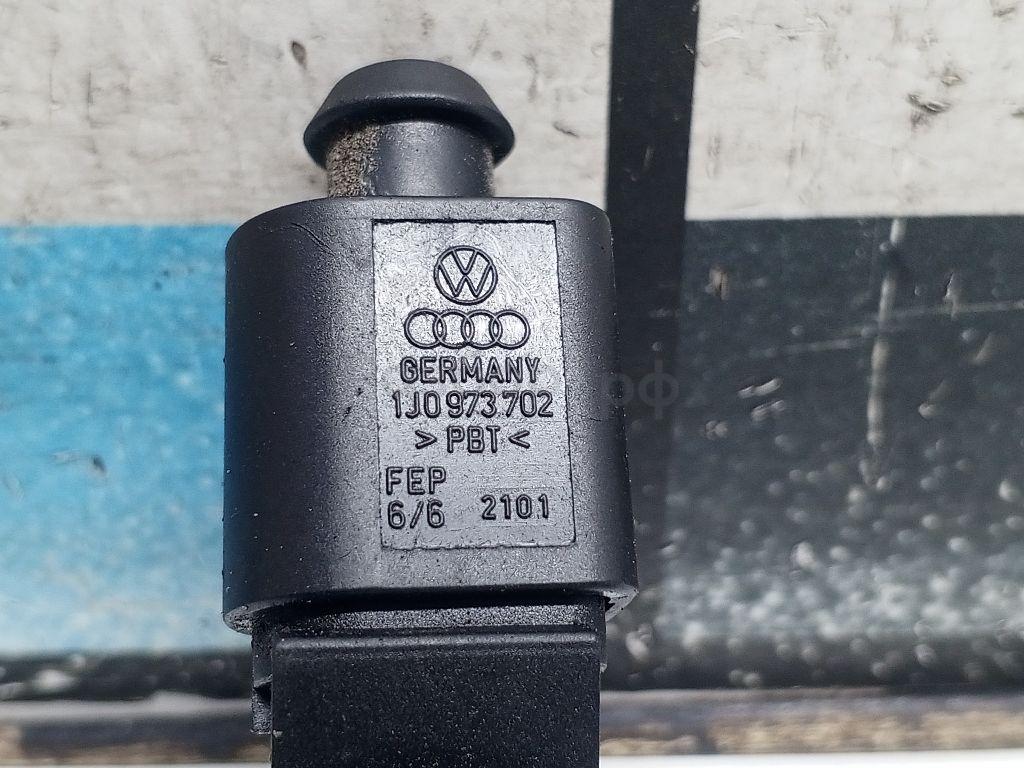 GERMANY
1J0 973 702
> PBT <
FEP
6/6 2101